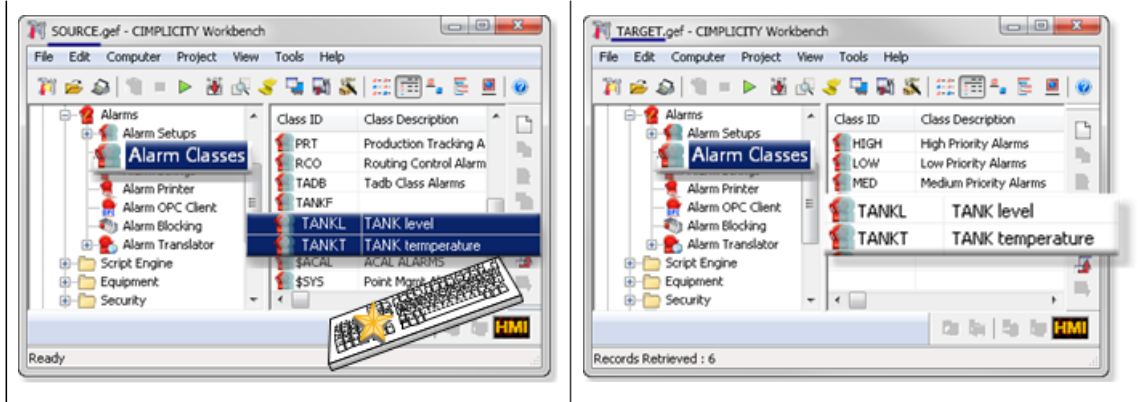 SOURCE.gef - CIMPLICITY Workbench
File Edit Computer Project View Tools Help
Alarms
Alarm Setups
Alarm Classes
Alarm Printer
Alarm OPC Client
Alarm Blocking
Alarm Translator
Script Engine
Equipment
Security
Class ID Class Description
PRT Production Tracking A
RCO Routing Control Alarm
TADB Tadb Class Alarms
TANKF
TANKL TANK level
TANKT TANK termperature
$ACAL ACAL ALARMS
$SYS Point Mgmt
HMI
Ready
TARGET.gef - CIMPLICITY Workbench
File Edit Computer Project View Tools Help
Alarms
Alarm Setups
Alarm Classes
Alarm Printer
Alarm OPC Client
Alarm Blocking
Alarm Translator
Script Engine
Equipment
Security
Class ID Class Description
HIGH High Priority Alarms
LOW Low Priority Alarms
MED Medium Priority Alarms
TANKL TANK level
TANKT TANK temperature
HMI
Records Retrieved : 6